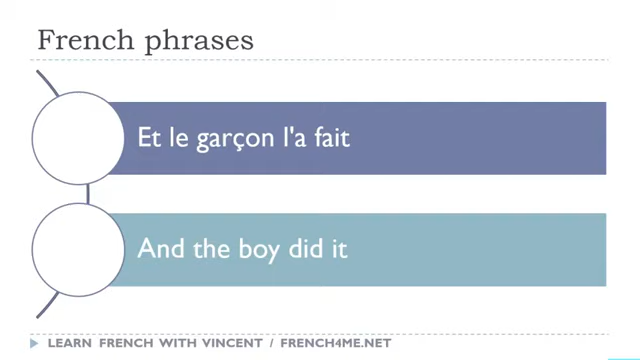 French phrases
Et le garçon l'a fait
And the boy did it
LEARN FRENCH WITH VINCENT / FRENCH4ME.NET